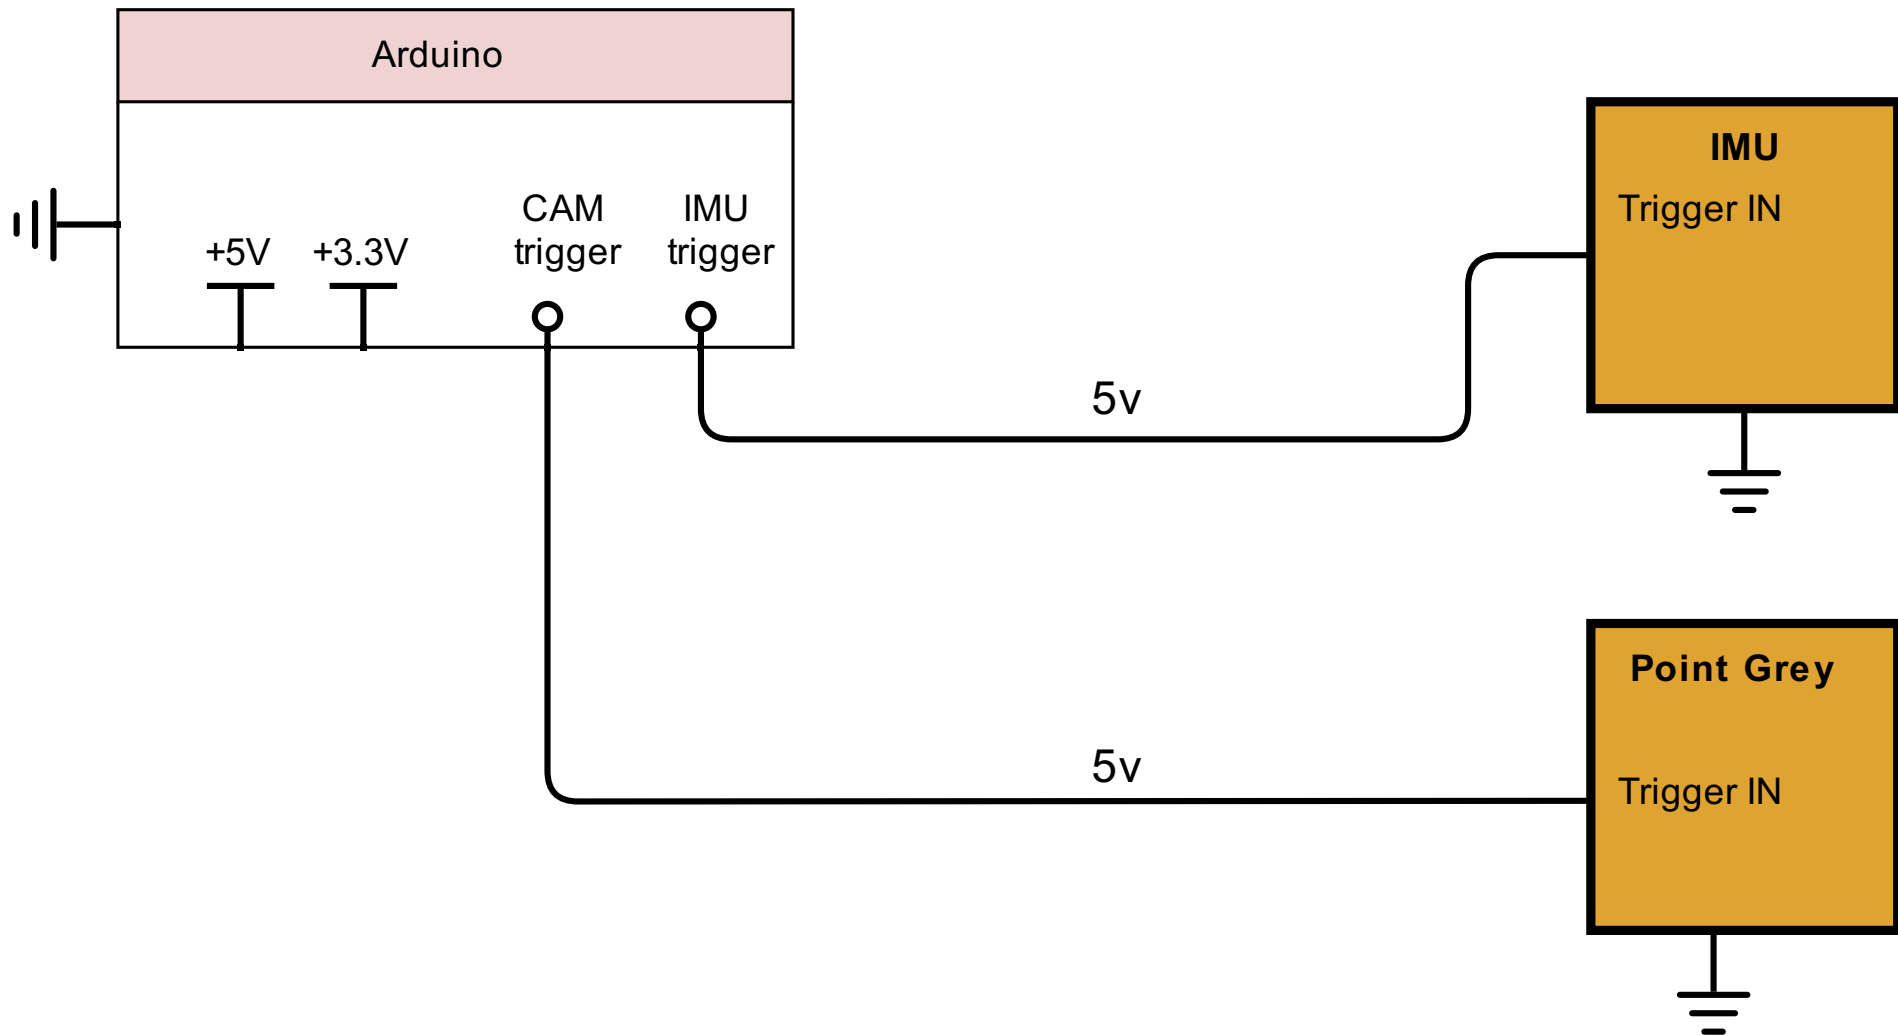 Arduino
CAM
trigger
IMU
trigger
+5V
+3.3V
5v
IMU
Trigger IN
5v
Point Grey
Trigger IN